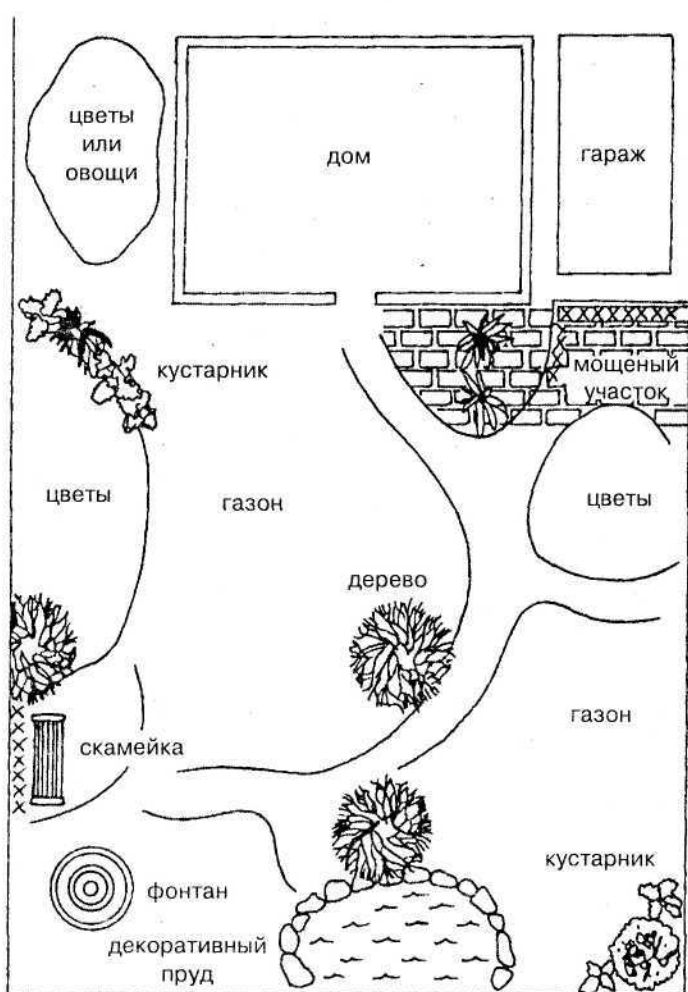 цветы
или
овощи
дом
гараж
кустарник
мощеный
участок
цветы
газон
цветы
дерево
газон
скамейка
кустарник
фонтан
декоративный
пруд